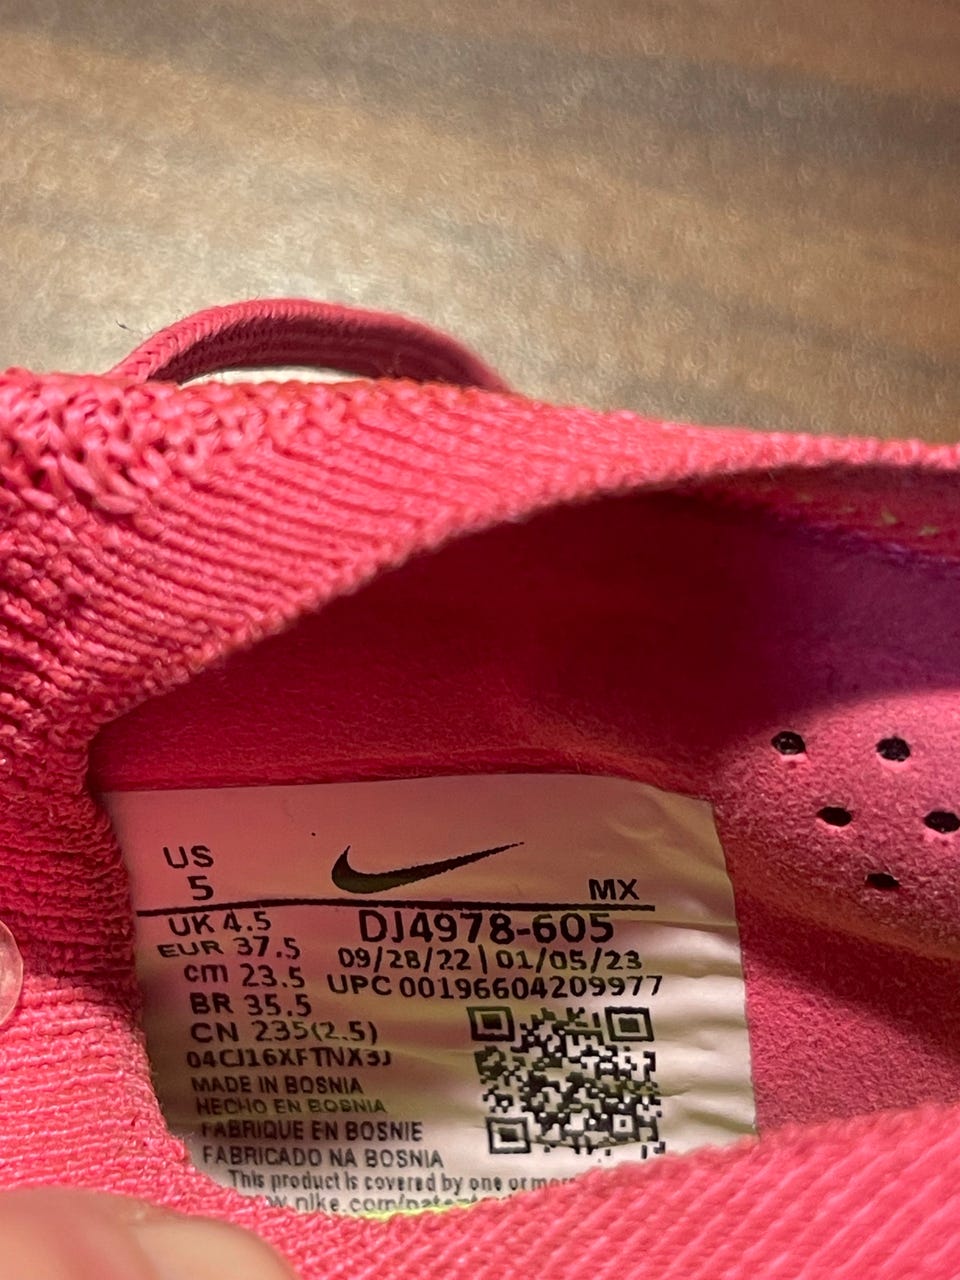 US
5
MX
UK 4.5
EUR 37.5
cm 23.5
BR 35.5
CN 235(2.5)
DJ4978-605
09/28/22 | 01/05/23
UPC 00196604209977
04CJ16XFTNX3J
MADE IN BOSNIA
HECHO EN BOSNIA
FABRIQUE EN BOSNIE
FABRICADO NA BOSNIA
This product is covered by one or more